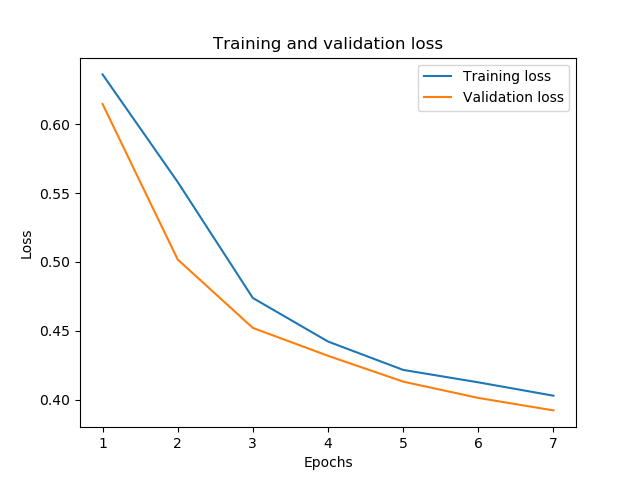 Training and validation loss
Training loss
Validation loss
0.60
0.55
0.50
0.45
0.40
Loss
1 2 3 4 5 6 7
Epochs